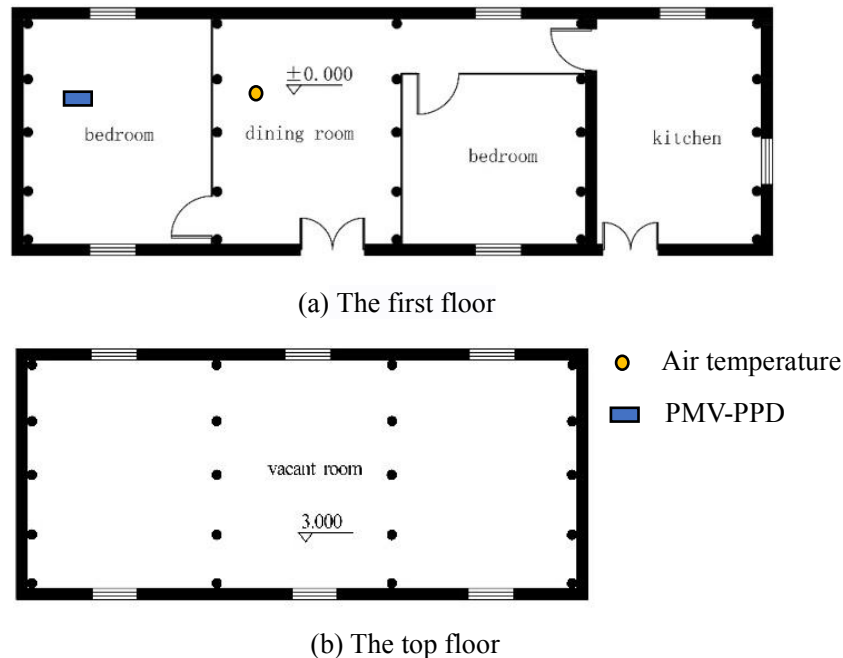 ±0.000
bedroom
dining room
bedroom
kitchen
(a) The first floor
Air temperature
PMV-PPD
vacant room
3.000
(b) The top floor